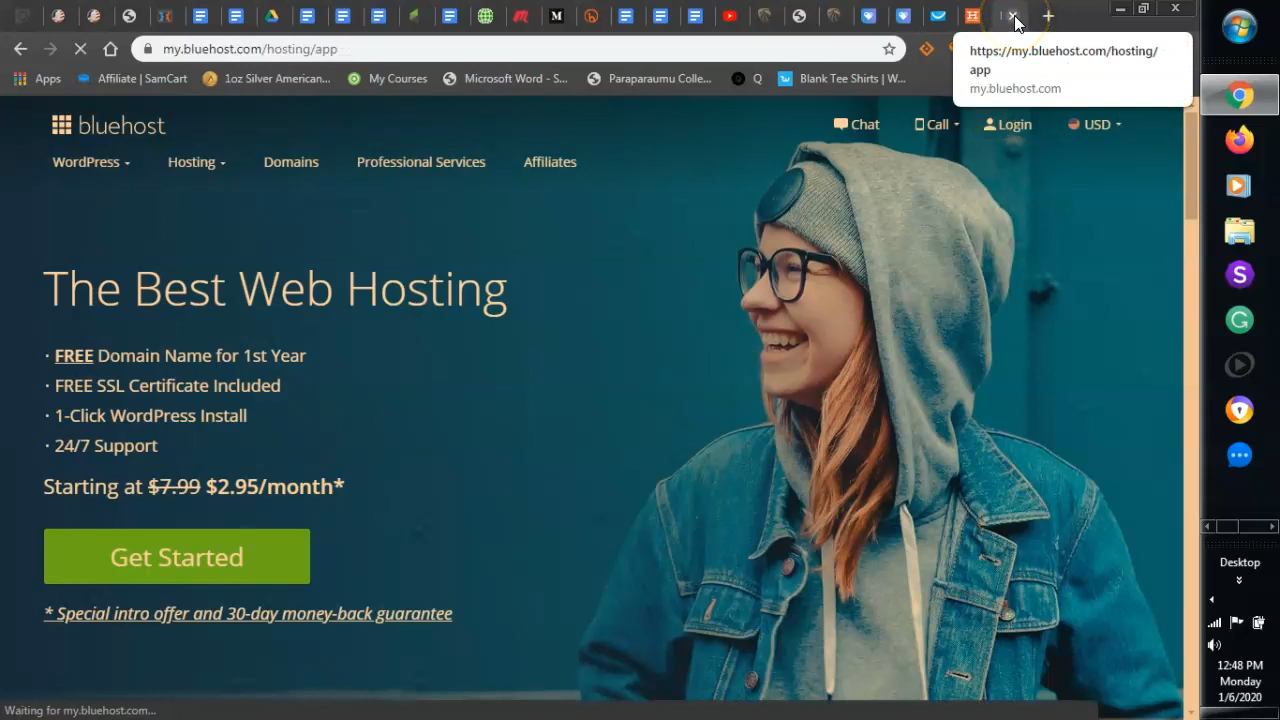 my.bluehost.com/hosting/app
https://my.bluehost.com/hosting/
app
my.bluehost.com
Apps
Affiliate | SamCart
1oz Silver American...
My Courses
Microsoft Word - S...
Paraparaumu Colle...
Q
Blank Tee Shirts | W...
bluehost
Chat
Call
Login
USD
WordPress
Hosting
Domains
Professional Services
Affiliates
The Best Web Hosting
· FREE Domain Name for 1st Year
· FREE SSL Certificate Included
· 1-Click WordPress Install
· 24/7 Support
Starting at $7.99 $2.95/month*
Get Started
* Special intro offer and 30-day money-back guarantee
Waiting for my.bluehost.com...
Desktop
12:48 PM
Monday
1/6/2020